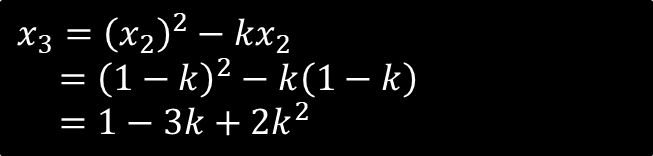 x₃ = (x₂)² − kx₂
= (1 − k)² − k(1 − k)
= 1 − 3k + 2k²